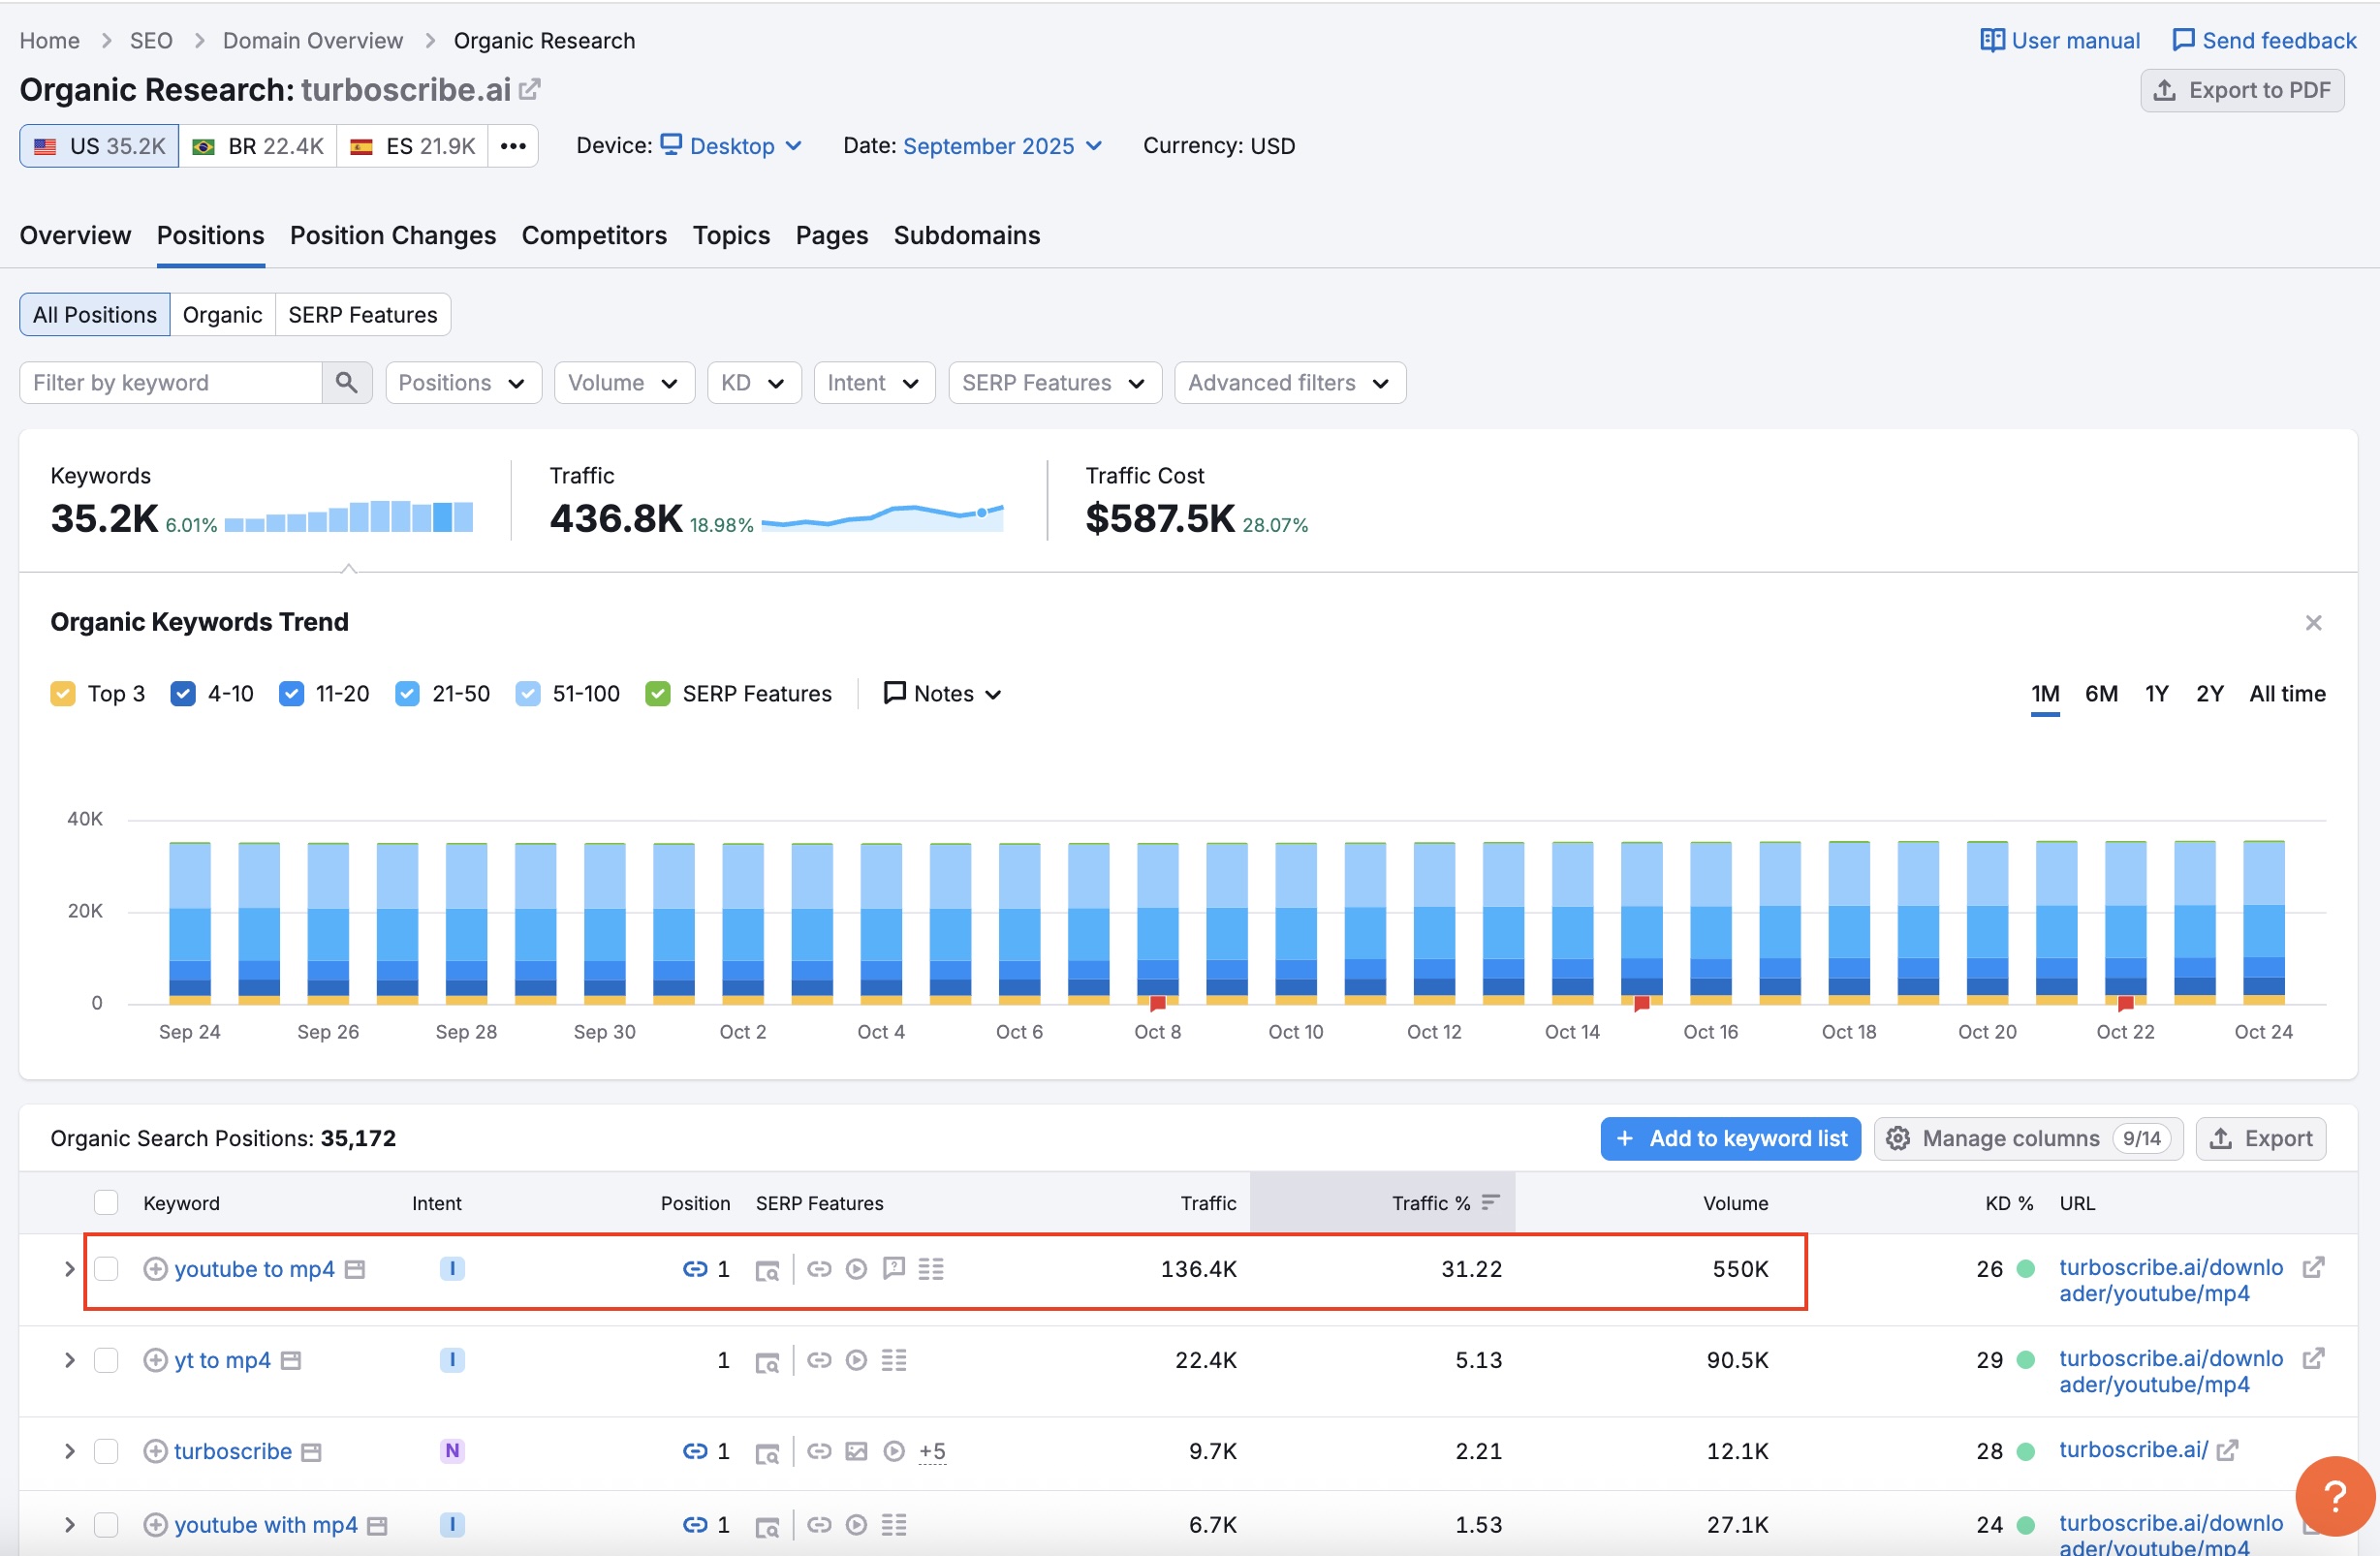 Home > SEO > Domain Overview > Organic Research
User manual
Send feedback
Organic Research: turboscribe.ai
Export to PDF
US 35.2K BR 22.4K ES 21.9K •••
Device: Desktop Date: September 2025 Currency: USD
Overview Positions Position Changes Competitors Topics Pages Subdomains
All Positions Organic SERP Features
Filter by keyword Positions Volume KD Intent SERP Features Advanced filters
Keywords
35.2K 6.01%
Traffic
436.8K 18.98%
Traffic Cost
$587.5K 28.07%
Organic Keywords Trend
Top 3 4-10 11-20 21-50 51-100 SERP Features Notes
1M 6M 1Y 2Y All time
40K
20K
0
Sep 24 Sep 26 Sep 28 Sep 30 Oct 2 Oct 4 Oct 6 Oct 8 Oct 10 Oct 12 Oct 14 Oct 16 Oct 18 Oct 20 Oct 22 Oct 24
Organic Search Positions: 35,172
+ Add to keyword list
Manage columns 9/14
Export
Keyword Intent Position SERP Features Traffic Traffic % Volume KD % URL
youtube to mp4 I 1 136.4K 31.22 550K 26 turboscribe.ai/downlo
ader/youtube/mp4
yt to mp4 I 1 22.4K 5.13 90.5K 29 turboscribe.ai/downlo
ader/youtube/mp4
turboscribe N 1 +5 9.7K 2.21 12.1K 28 turboscribe.ai/
youtube with mp4 I 1 6.7K 1.53 27.1K 24 turboscribe.ai/downlo
ader/youtube/mp4
?